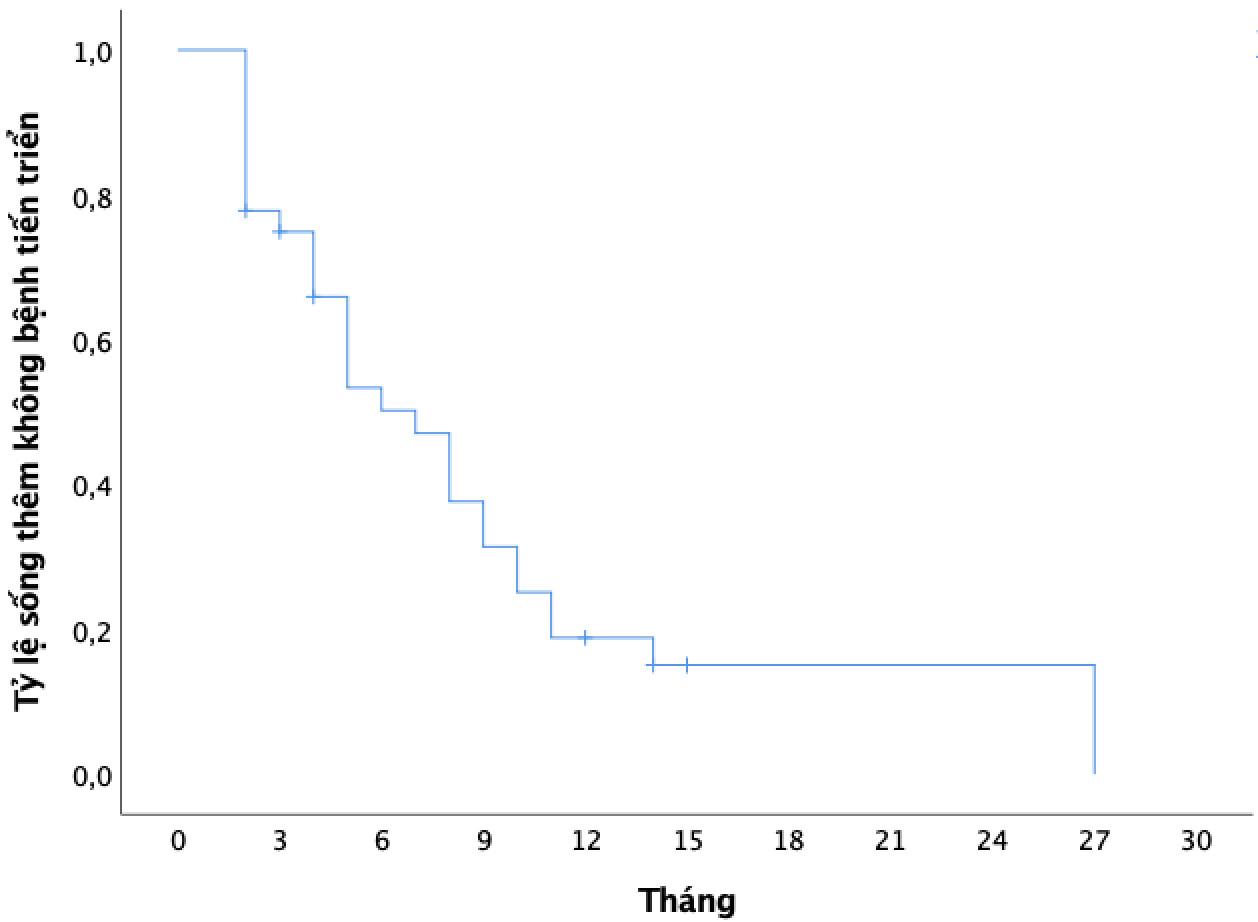 Tỷ lệ sống thêm không bệnh tiến triển
1,0
0,8
0,6
0,4
0,2
0,0
0 3 6 9 12 15 18 21 24 27 30
Tháng